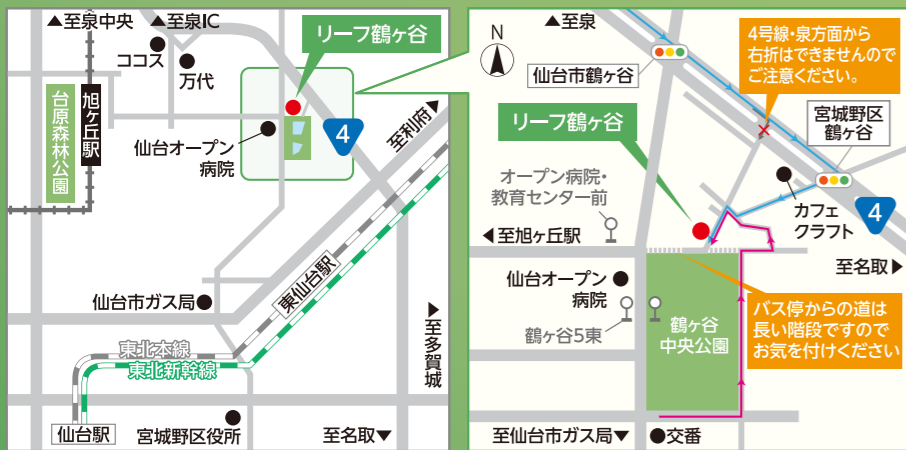 ▲至泉中央
▲至泉IC
ココス
万代
リーフ鶴ヶ谷
台原森林公園
旭ヶ丘駅
仙台オープン
病院
4
至利府▶
仙台市ガス局
東仙台駅
東北本線
東北新幹線
▶至多賀城
仙台駅
宮城野区役所
至名取▼
▲至泉
N
仙台市鶴ヶ谷
4号線・泉方面から
右折はできませんので
ご注意ください。
宮城野区
鶴ヶ谷
リーフ鶴ヶ谷
オープン病院・
教育センター前
カフェ
クラフト
4
◀至旭ヶ丘駅
至名取▶
仙台オープン
病院
鶴ヶ谷5東
鶴ヶ谷
中央公園
バス停からの道は
長い階段ですので
お気を付けください
至仙台市ガス局▼
交番